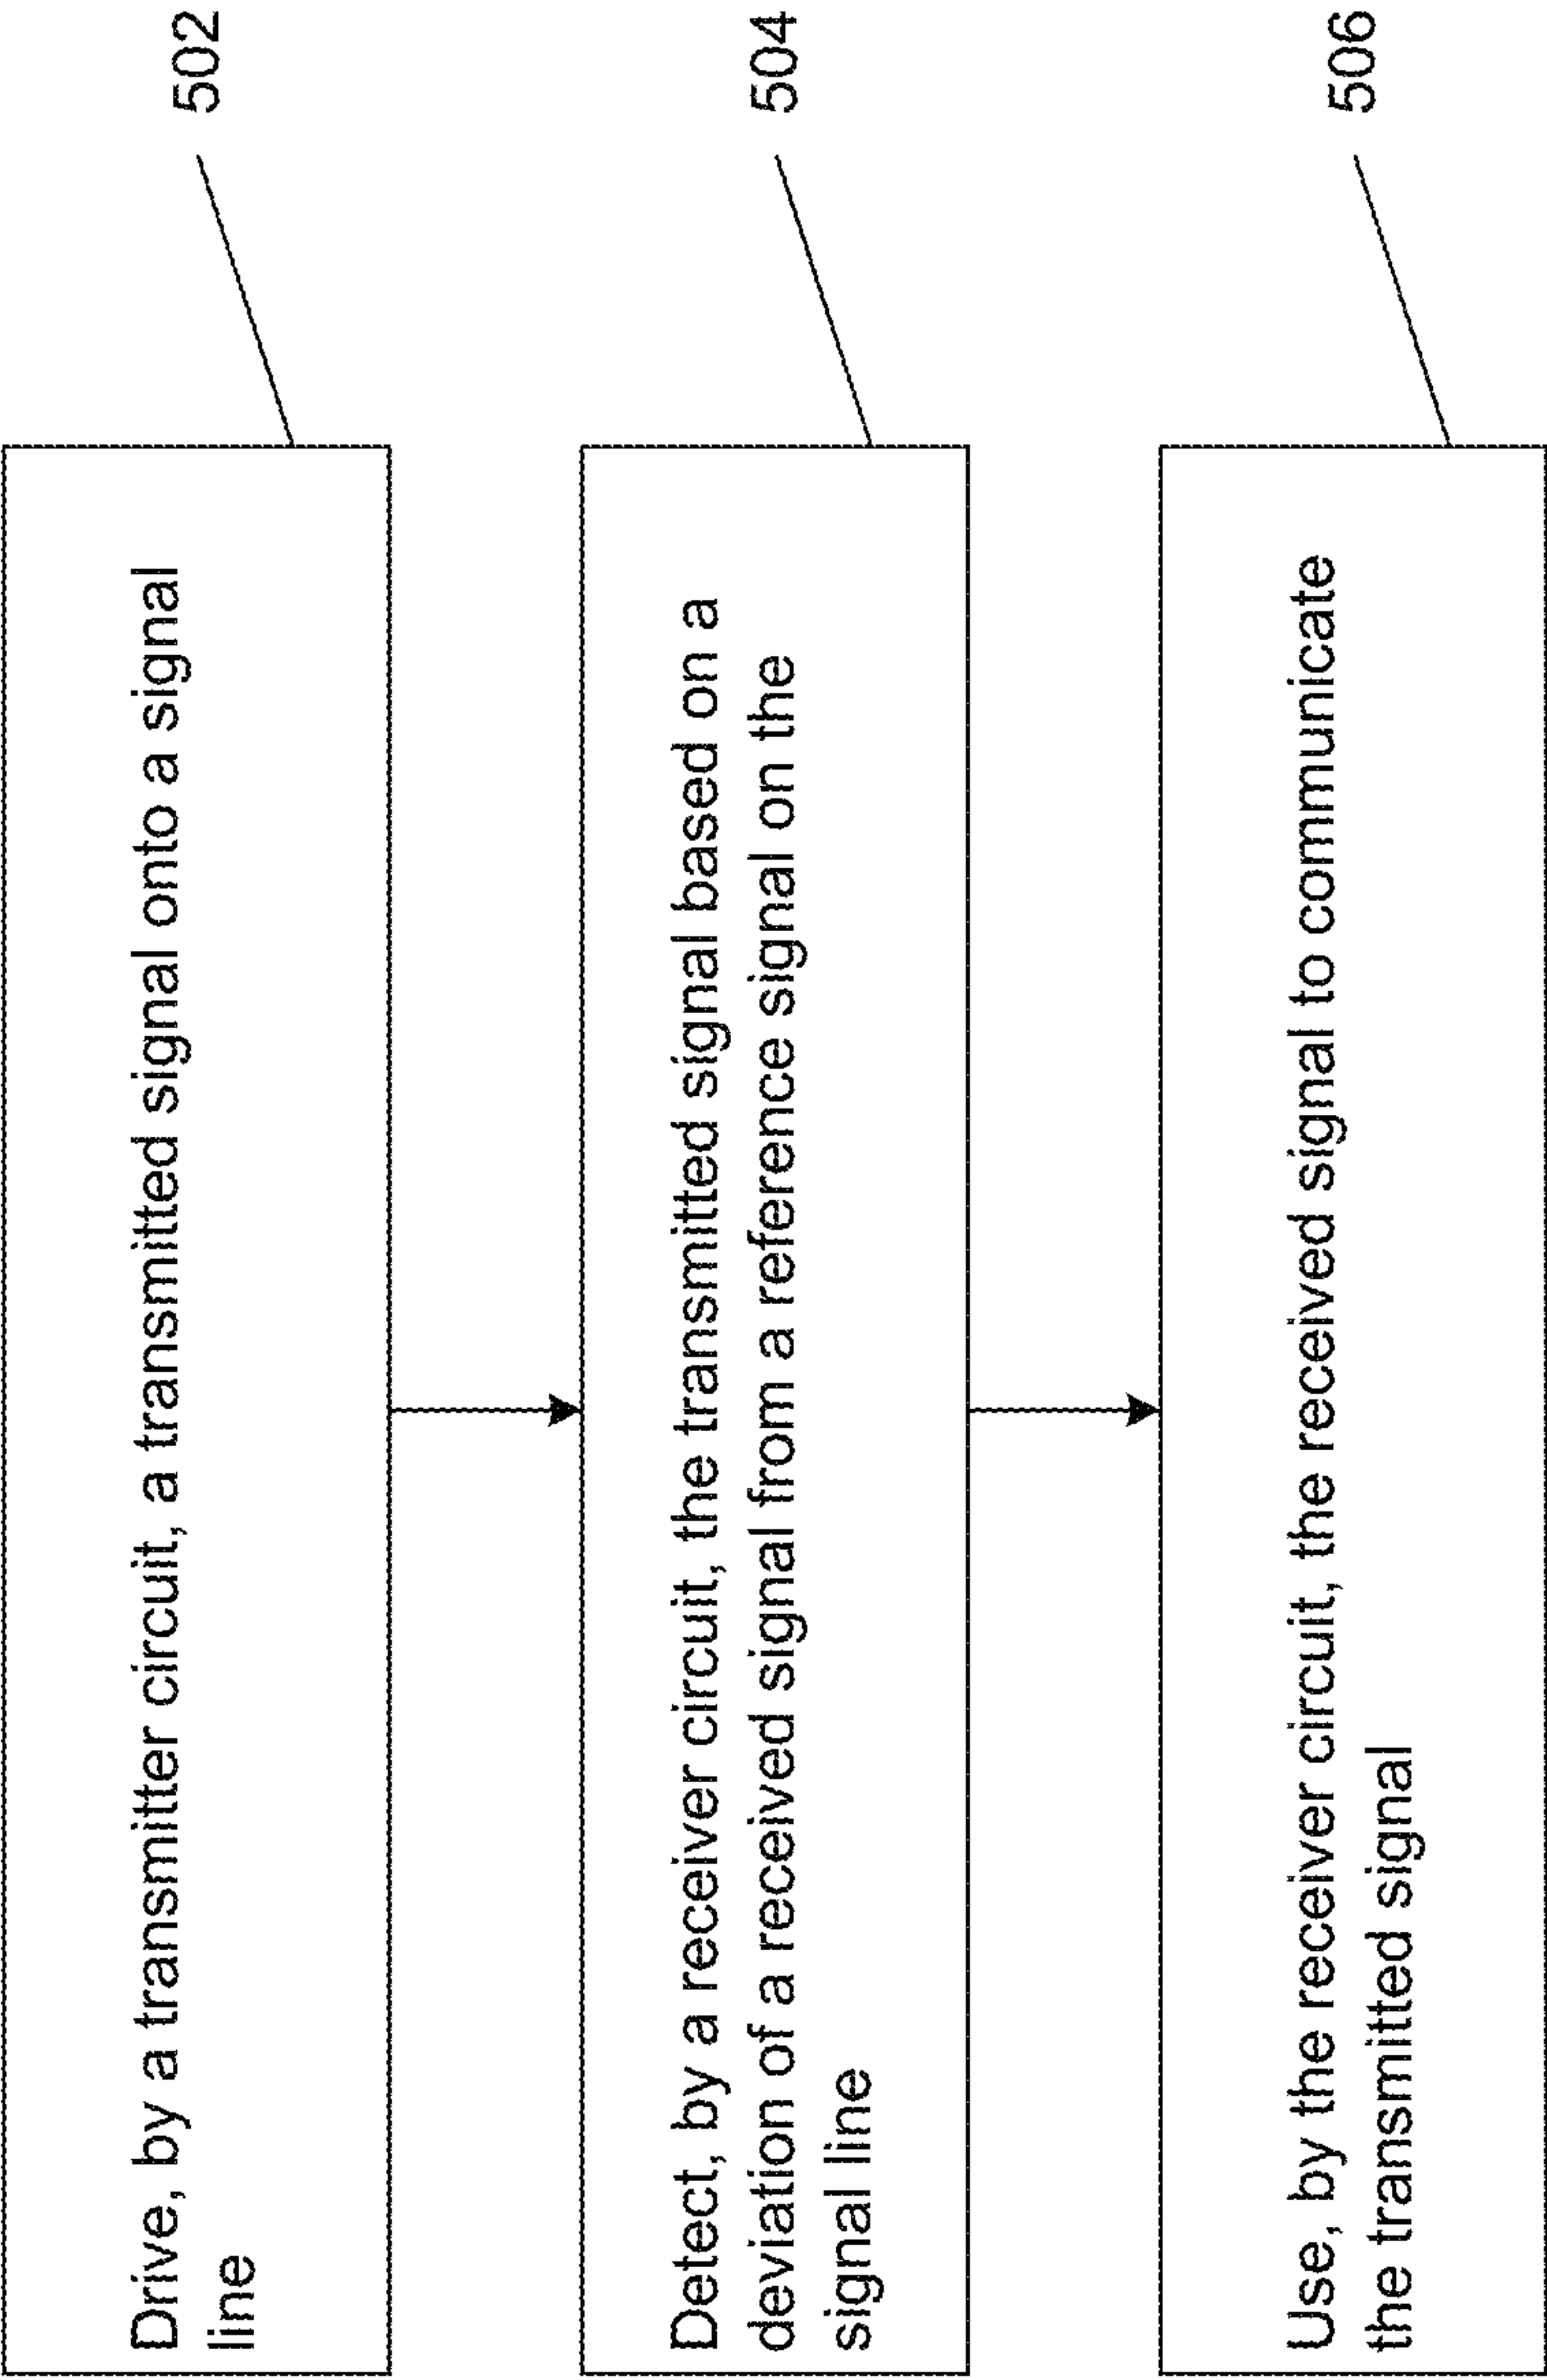 Drive, by a transmitter circuit, a transmitted signal onto a signal
line
502
Detect, by a receiver circuit, the transmitted signal based on a
deviation of a received signal from a reference signal on the
signal line
504
Use, by the receiver circuit, the received signal to communicate
the transmitted signal
506